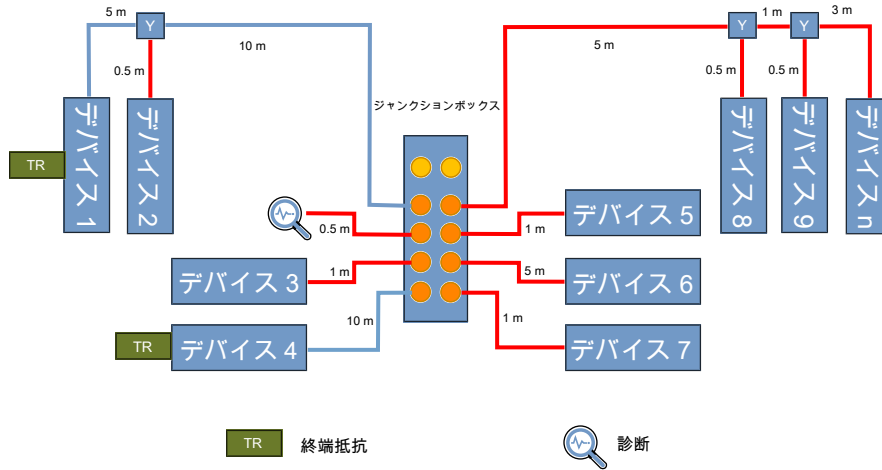 5 m
Y
10 m
0.5 m
デバイス 1
TR
デバイス 2
ジャンクションボックス
5 m
Y
1 m
Y
3 m
0.5 m
0.5 m
デバイス 8
デバイス 9
デバイス n
0.5 m
デバイス 3
1 m
TR
デバイス 4
10 m
デバイス 5
1 m
デバイス 6
5 m
デバイス 7
1 m
TR
終端抵抗
診断